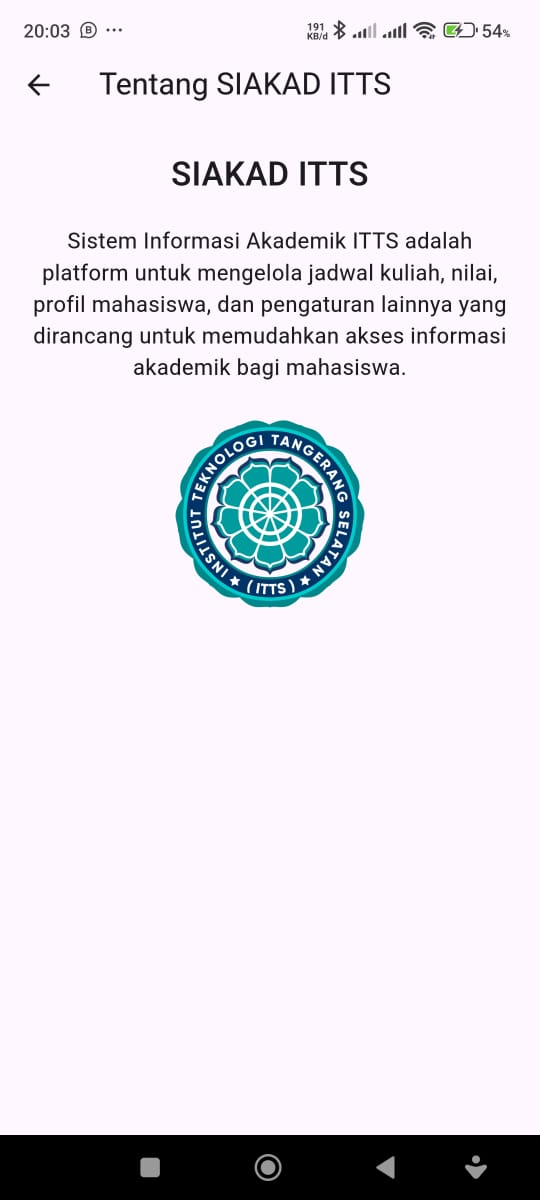 20:03 B ...
191
KB/d
54%
Tentang SIAKAD ITTS
SIAKAD ITTS
Sistem Informasi Akademik ITTS adalah
platform untuk mengelola jadwal kuliah, nilai,
profil mahasiswa, dan pengaturan lainnya yang
dirancang untuk memudahkan akses informasi
akademik bagi mahasiswa.
INSTITUT TEKNOLOGI TANGERANG SELATAN
★ ( ITTS ) ★